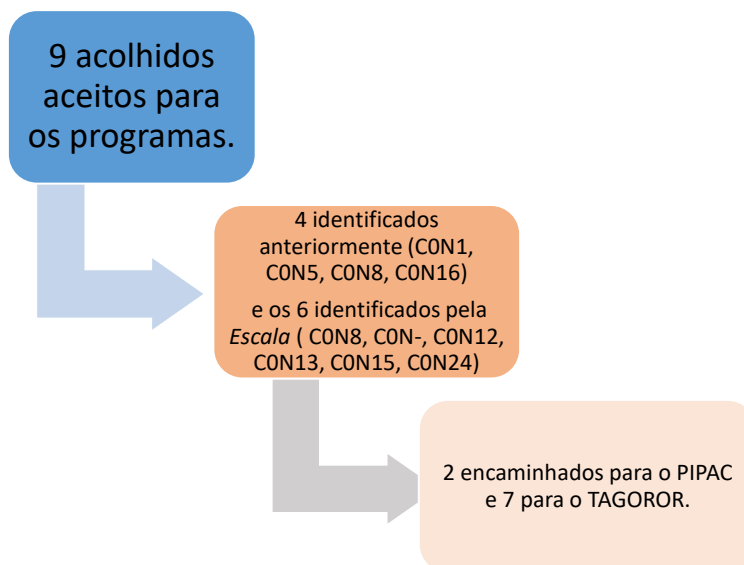 9 acolhidos
aceitos para
os programas.
4 identificados
anteriormente (C0N1,
C0N5, C0N8, C0N16)
e os 6 identificados pela
Escala ( C0N8, C0N-, C0N12,
C0N13, C0N15, C0N24)
2 encaminhados para o PIPAC
e 7 para o TAGOROR.